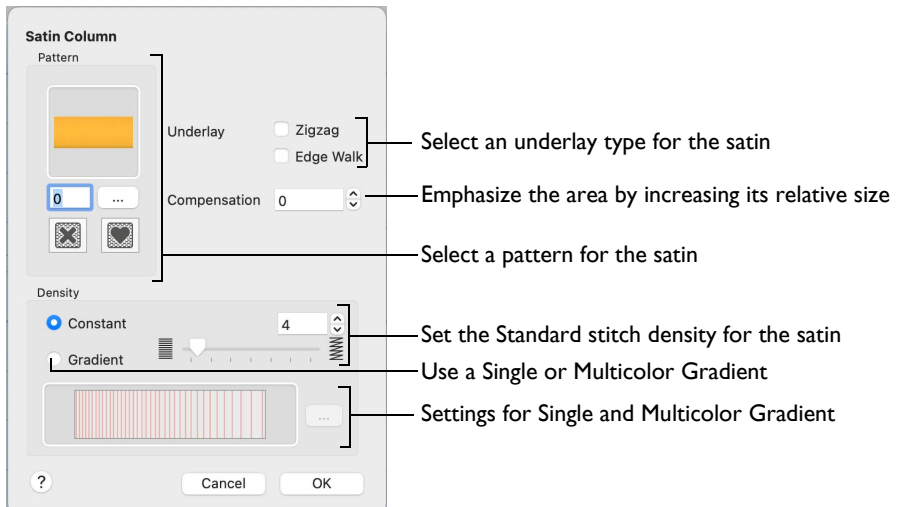 Satin Column
Pattern
Underlay
Zigzag
Edge Walk
Select an underlay type for the satin
0
...
Compensation
0
Emphasize the area by increasing its relative size
Select a pattern for the satin
Density
Constant
4
Set the Standard stitch density for the satin
Gradient
Use a Single or Multicolor Gradient
...
Settings for Single and Multicolor Gradient
?
Cancel
OK